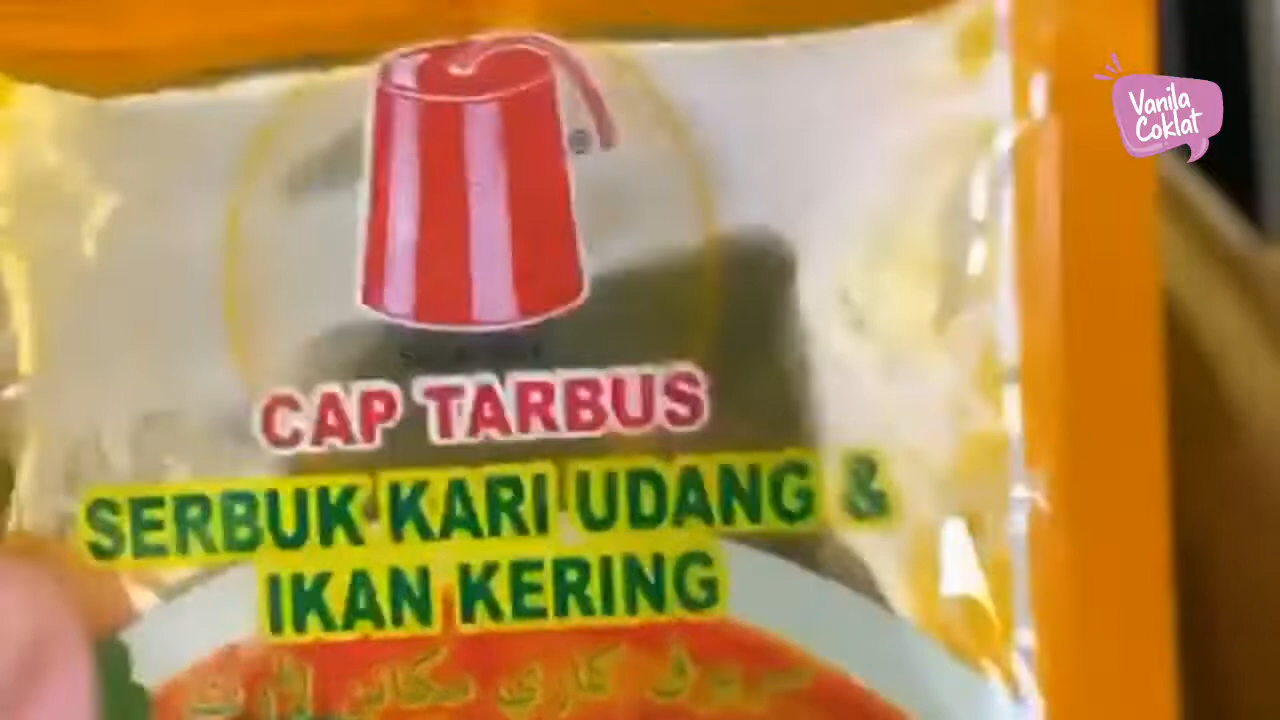 Vanila
Coklat
CAP TARBUS
SERBUK KARI UDANG &
IKAN KERING